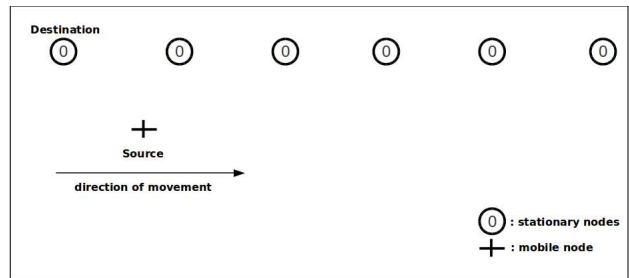 Destination
0 0 0 0 0 0
Source
direction of movement
0 : stationary nodes
: mobile node